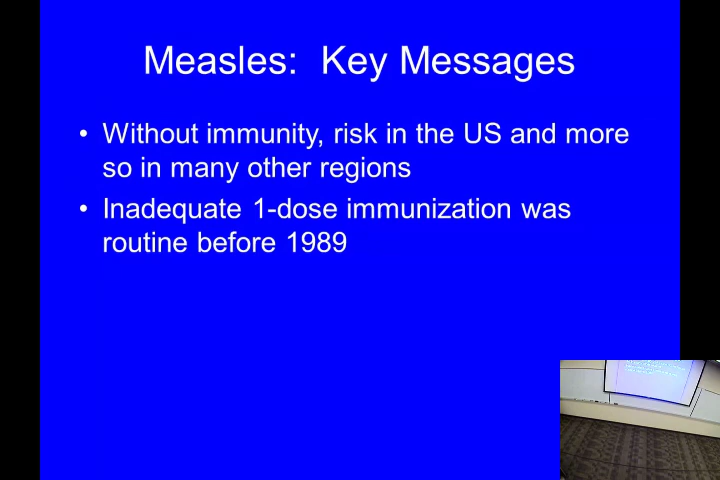 Measles:  Key Messages
• Without immunity, risk in the US and more
so in many other regions
• Inadequate 1-dose immunization was
routine before 1989